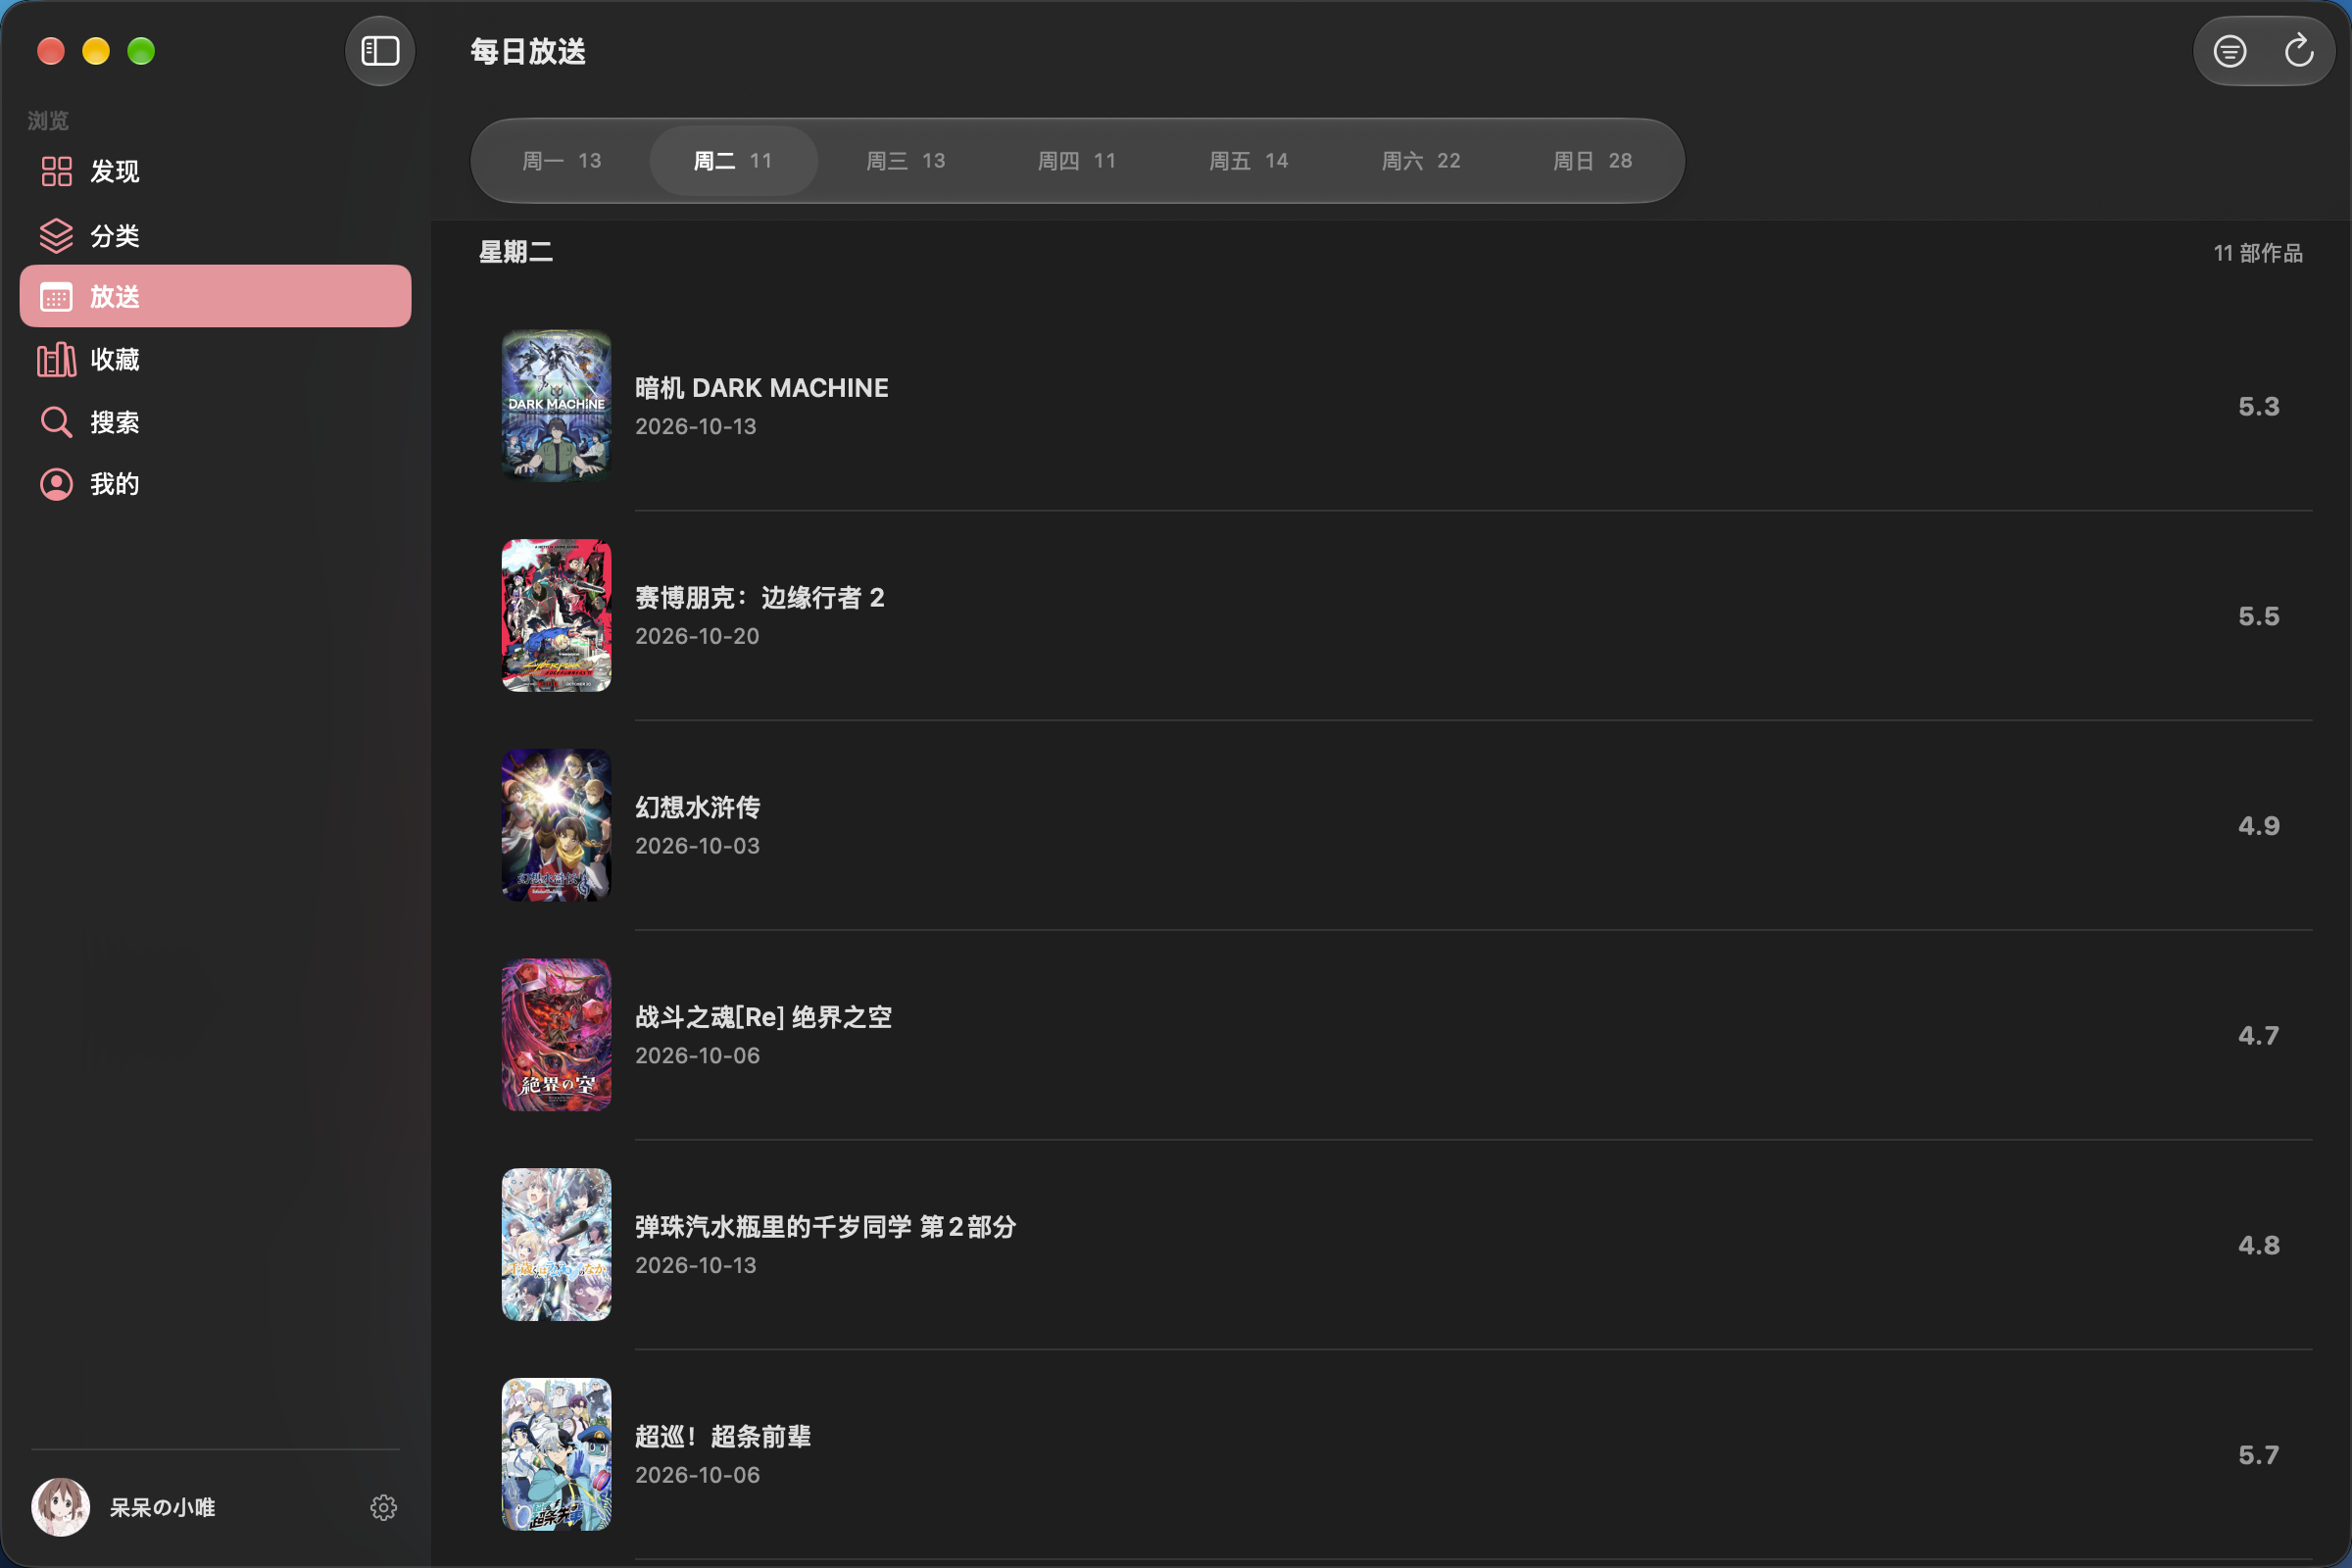 每日放送
浏览
发现
分类
放送
收藏
搜索
我的
周一 13
周二 11
周三 13
周四 11
周五 14
周六 22
周日 28
星期二
11 部作品
DARK MACHINE
暗机 DARK MACHINE
2026-10-13
5.3
赛博朋克：边缘行者 2
2026-10-20
5.5
幻想水滸伝
幻想水浒传
2026-10-03
4.9
絶界の空
战斗之魂[Re] 绝界之空
2026-10-06
4.7
弹珠汽水瓶里的千岁同学 第2部分
2026-10-13
4.8
超巡！超条前辈
2026-10-06
5.7
呆呆の小唯